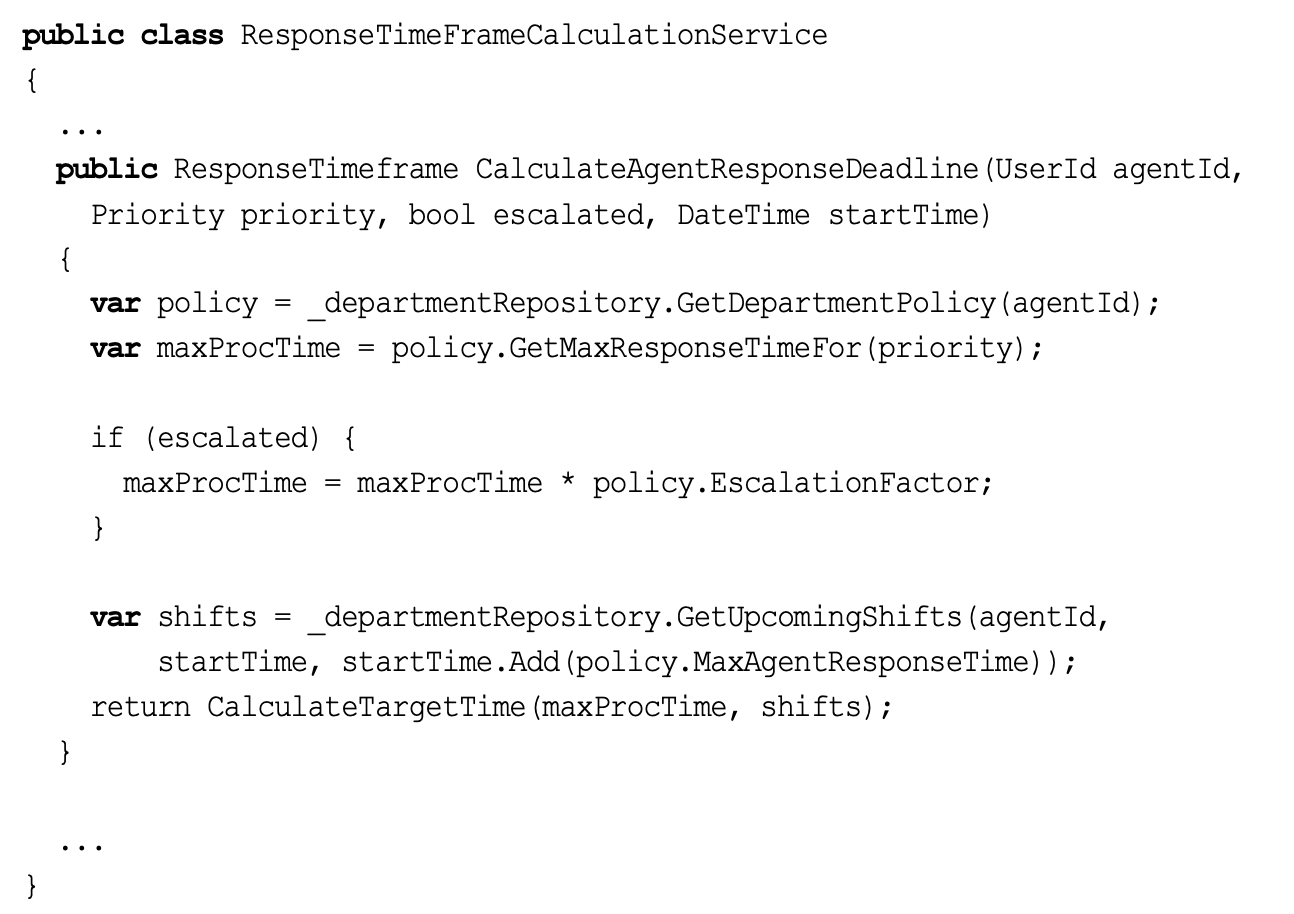 public class ResponseTimeFrameCalculationService
{
  ...
  public ResponseTimeframe CalculateAgentResponseDeadline(UserId agentId,
    Priority priority, bool escalated, DateTime startTime)
  {
    var policy = _departmentRepository.GetDepartmentPolicy(agentId);
    var maxProcTime = policy.GetMaxResponseTimeFor(priority);

    if (escalated) {
      maxProcTime = maxProcTime * policy.EscalationFactor;
    }

    var shifts = _departmentRepository.GetUpcomingShifts(agentId,
        startTime, startTime.Add(policy.MaxAgentResponseTime));
    return CalculateTargetTime(maxProcTime, shifts);
  }

  ...
}